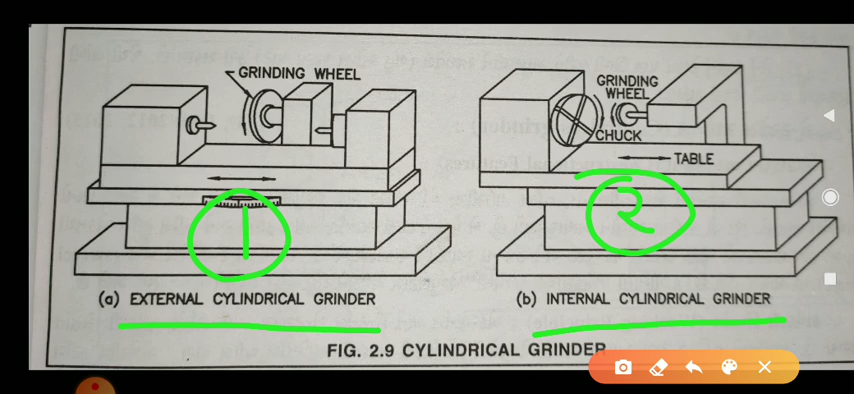 GRINDING WHEEL
1
(a) EXTERNAL CYLINDRICAL GRINDER
GRINDING
WHEEL
CHUCK
TABLE
2
(b) INTERNAL CYLINDRICAL GRINDER
FIG. 2.9 CYLINDRICAL GRINDER